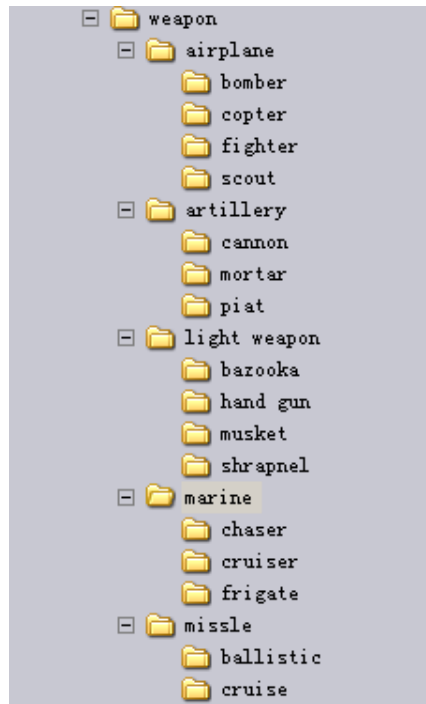 weapon
airplane
bomber
copter
fighter
scout
artillery
cannon
mortar
piat
light weapon
bazooka
hand gun
musket
shrapnel
marine
chaser
cruiser
frigate
missle
ballistic
cruise